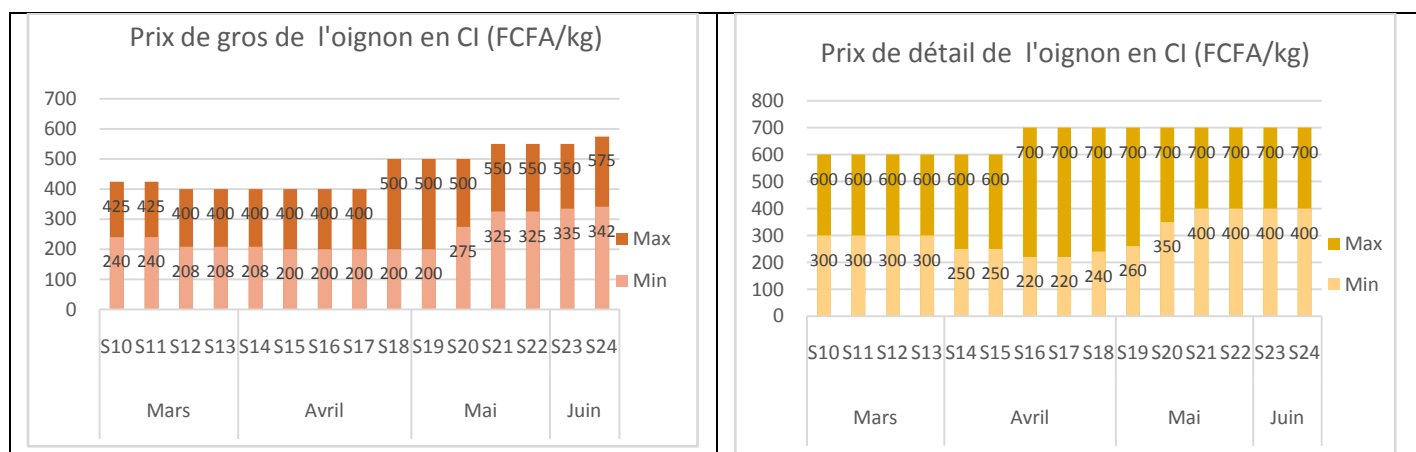 Prix de gros de l'oignon en CI (FCFA/kg)
700
600
500
400
300
200
100
0
425 425 400 400 400 400 400 400 500 500 500 550 550 550 575
240 240 208 208 208 200 200 200 200 200 275 325 325 335 342
Max
Min
S10 S11 S12 S13 S14 S15 S16 S17 S18 S19 S20 S21 S22 S23 S24
Mars Avril Mai Juin
Prix de détail de l'oignon en CI (FCFA/kg)
800
700
600
500
400
300
200
100
0
600 600 600 600 600 600 700 700 700 700 700 700 700 700 700
300 300 300 300 250 250 220 220 240 260 350 400 400 400 400
Max
Min
S10 S11 S12 S13 S14 S15 S16 S17 S18 S19 S20 S21 S22 S23 S24
Mars Avril Mai Juin